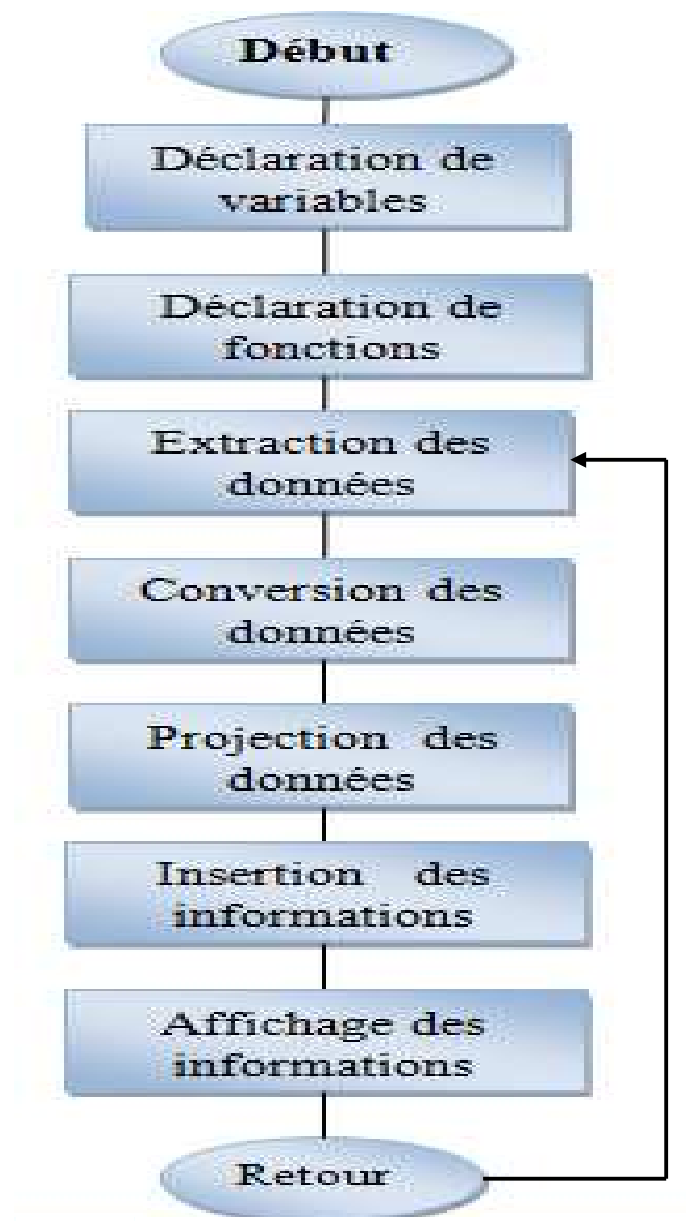 Début
Déclaration de
variables
Déclaration de
fonctions
Extraction des
données
Conversion des
données
Projection des
données
Insertion des
informations
Affichage des
informations
Retour